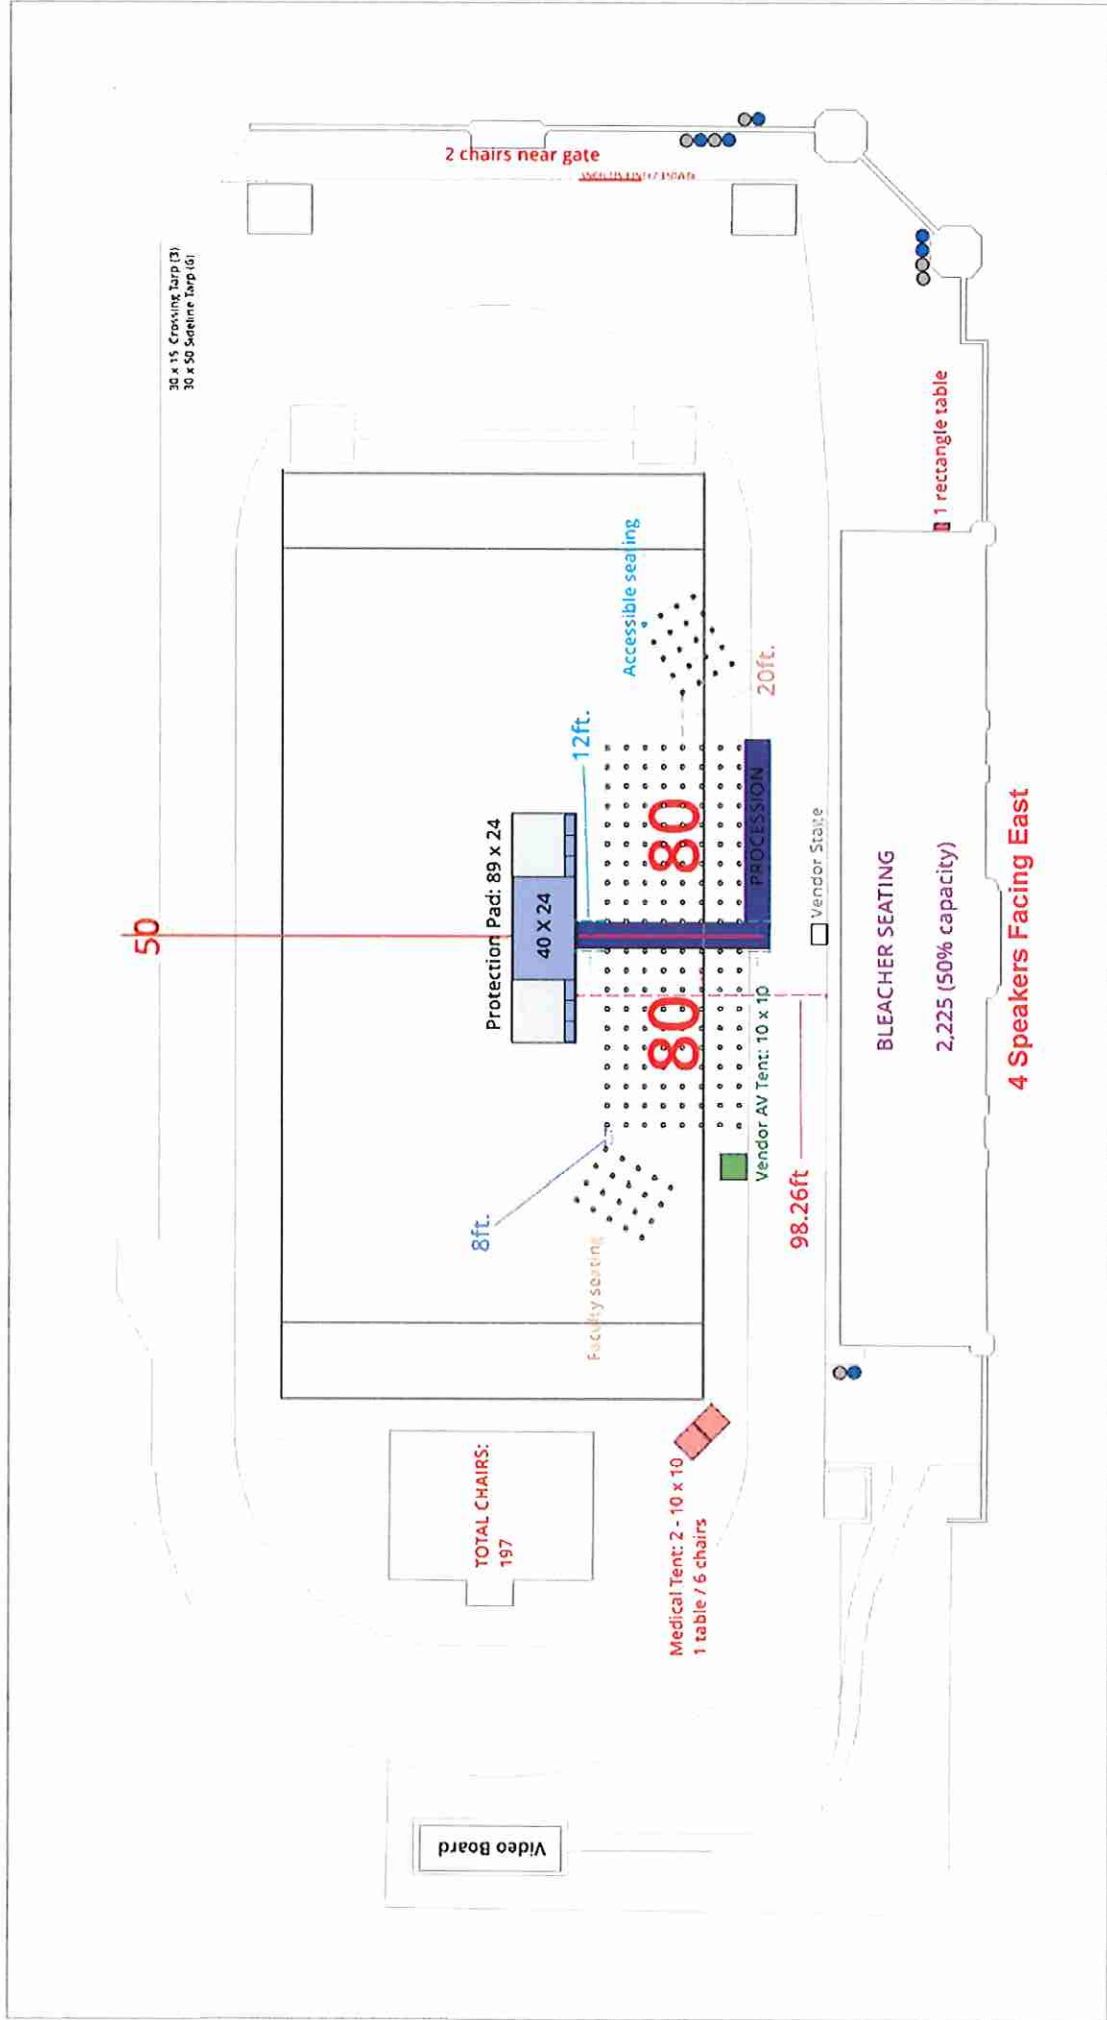 50
30 x 15 Crossing Tarp (3)
30 x 50 Sideline Tarp (6)
2 chairs near gate
Protection Pad: 89 x 24
40 X 24
12ft.
Accessible seating
80
80
20ft.
PROCESSION
8ft.
Faculty seating
Vendor AV Tent: 10 x 10
98.26ft
Vendor
BLEACHER SEATING
2,225 (50% capacity)
1 rectangle table
4 Speakers Facing East
TOTAL CHAIRS:
197
Medical Tent: 2 - 10 x 10
1 table / 6 chairs
Video Board